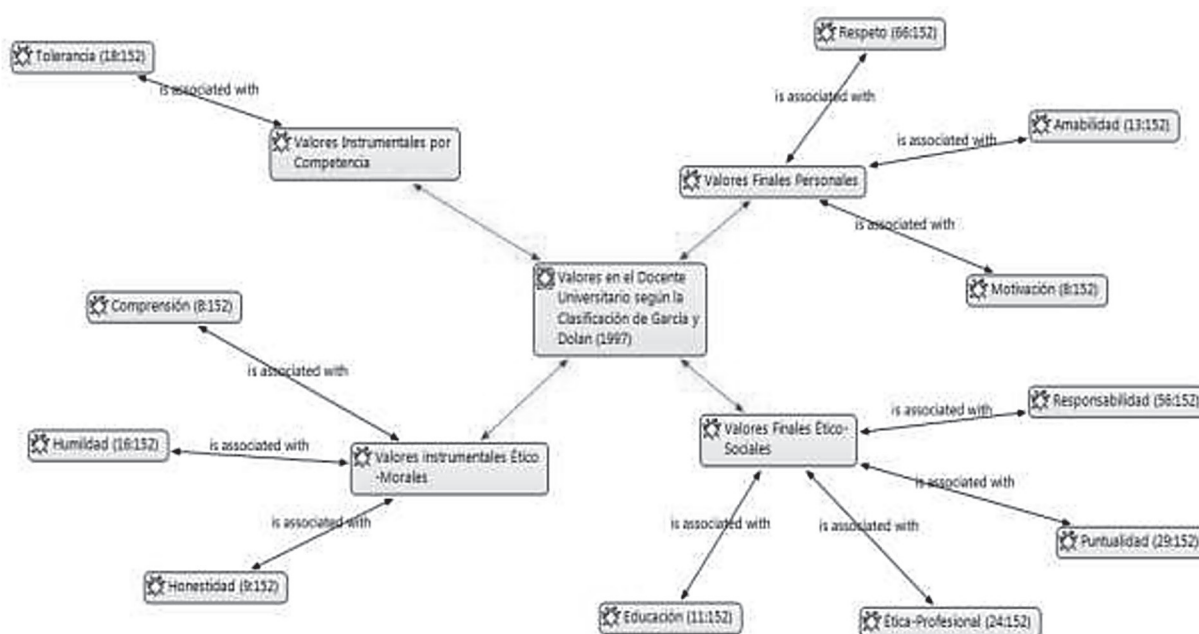 Respeto (66:152)
Tolerancia (18:152)
is associated with
is associated with
Amabilidad (13:152)
is associated with
Valores Instrumentales por
Competencia
Valores Finales Personales
is associated with
Valores en el Docente
Universitario según la
Clasificación de García y
Dolan (1997)
Motivación (8:152)
Comprensión (8:152)
is associated with
Responsabilidad (56:152)
is associated with
Valores Finales Ético-
Sociales
Humildad (16:152)
is associated with
Valores instrumentales Ético
-Morales
is associated with
is associated with
is associated with
is associated with
Puntualidad (29:152)
Honestidad (9:152)
Educación (11:152)
Ética-Profesional (24:152)